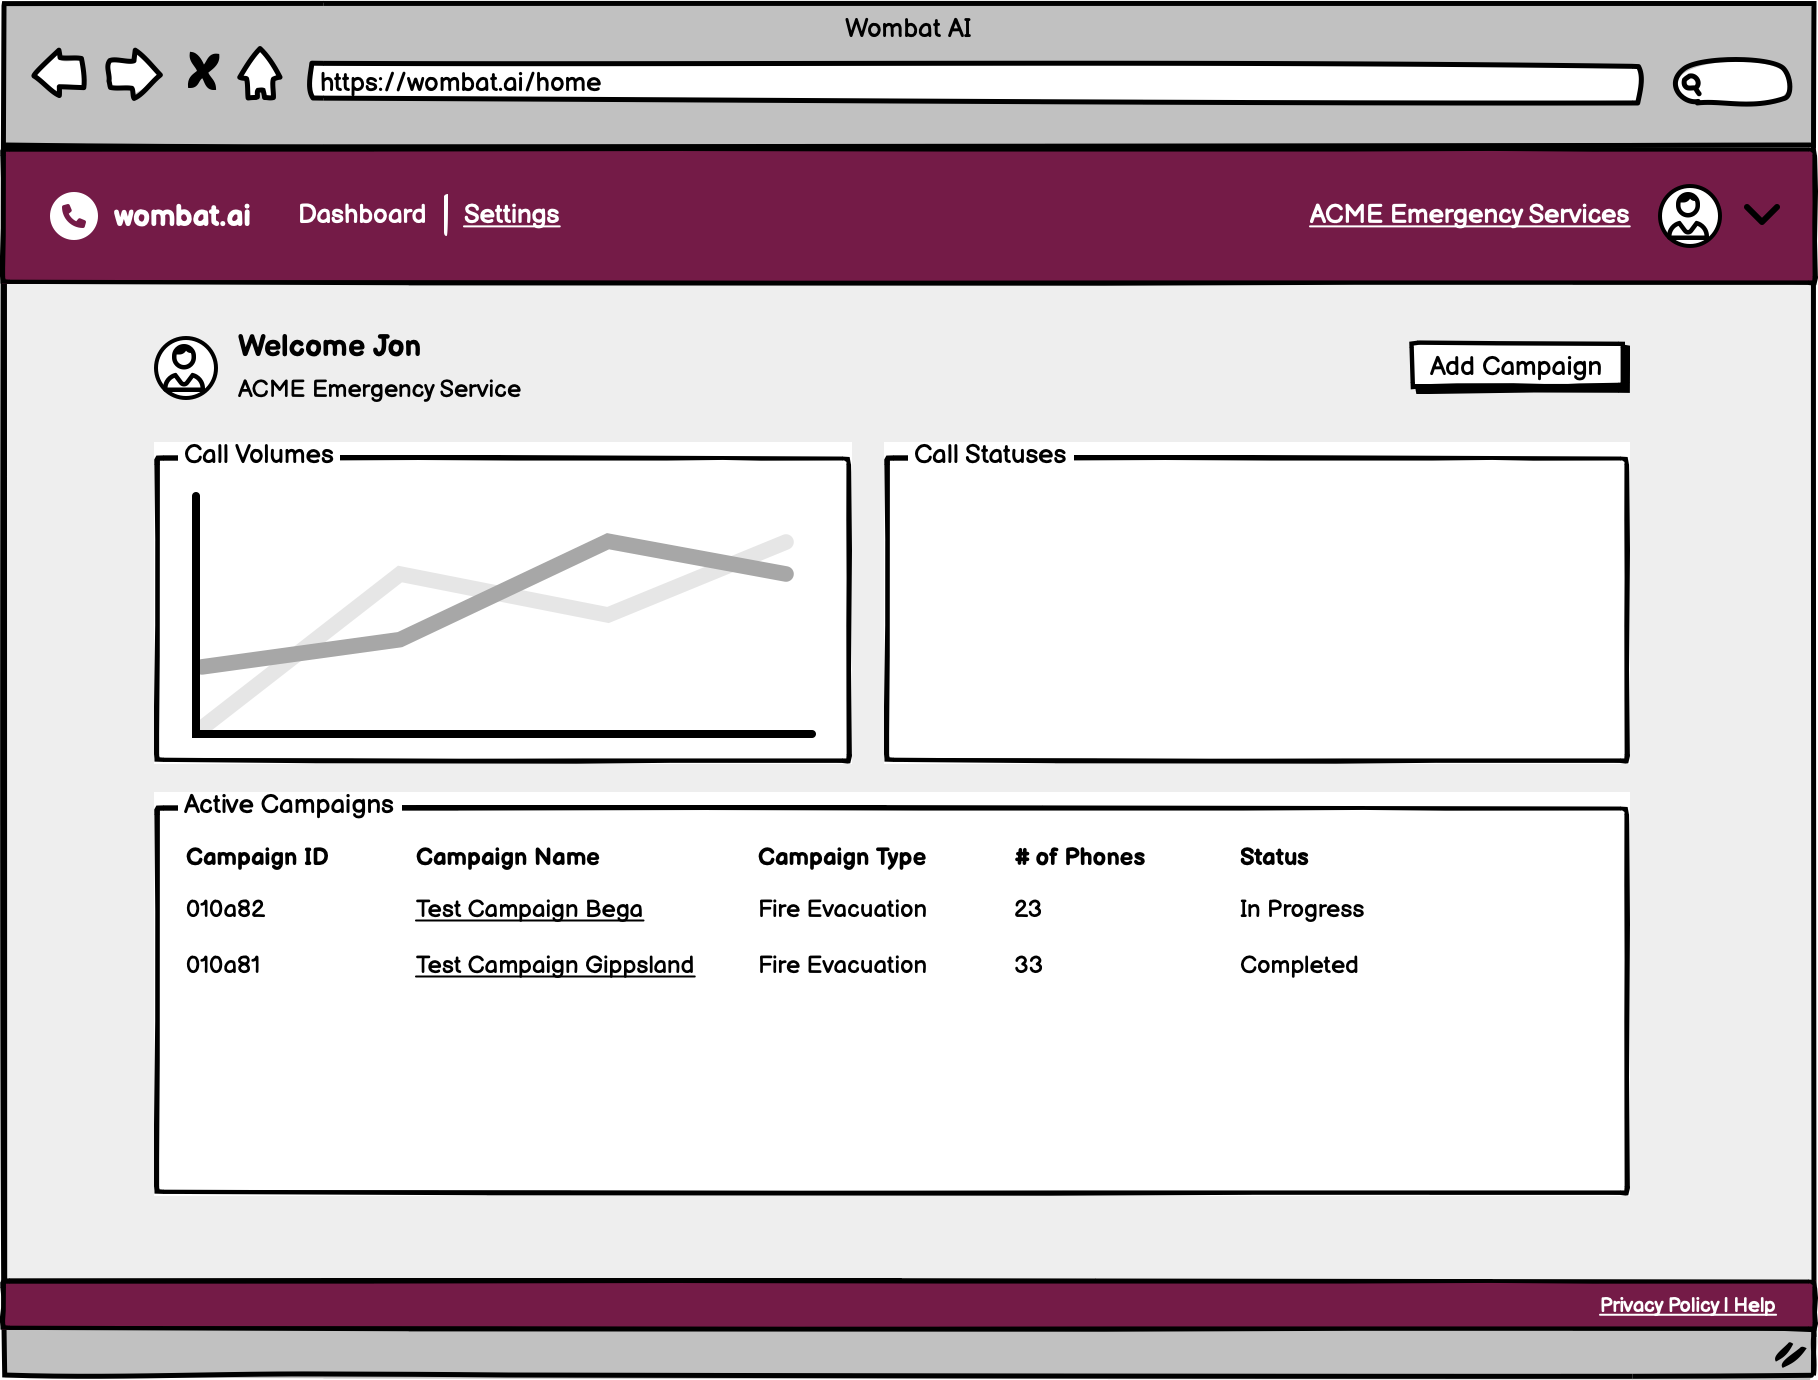 Wombat AI
https://wombat.ai/home
wombat.ai Dashboard Settings ACME Emergency Services
Welcome Jon
ACME Emergency Service
Add Campaign
Call Volumes
Call Statuses
Active Campaigns
Campaign ID Campaign Name Campaign Type # of Phones Status
010a82 Test Campaign Bega Fire Evacuation 23 In Progress
010a81 Test Campaign Gippsland Fire Evacuation 33 Completed
Privacy Policy | Help